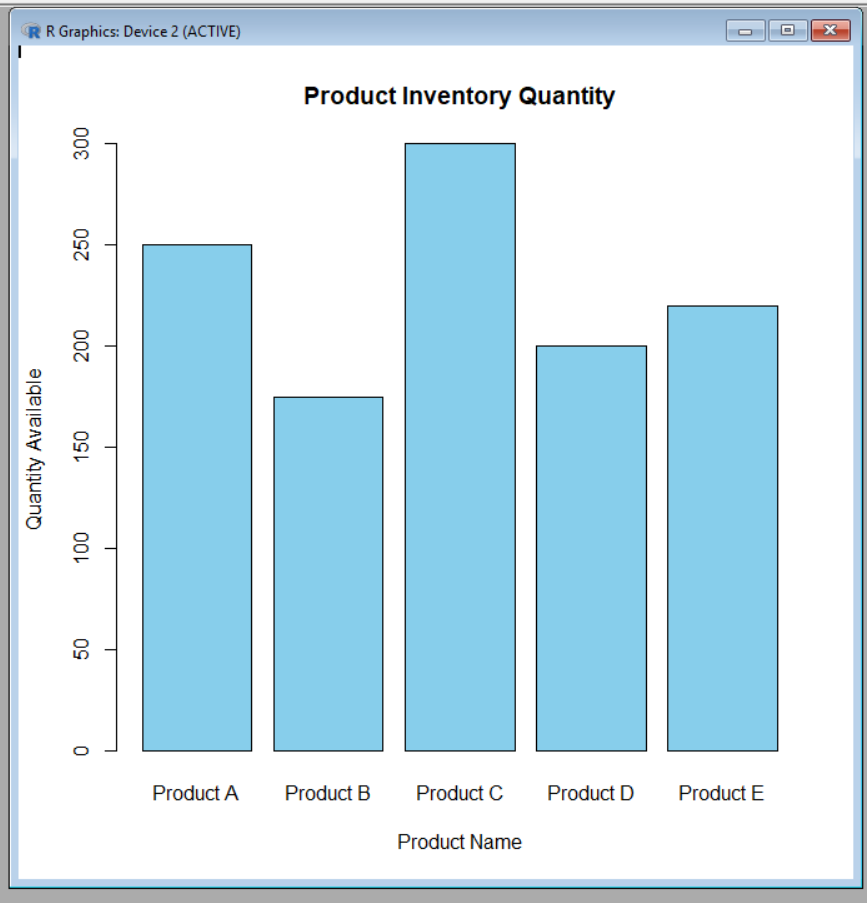 R Graphics: Device 2 (ACTIVE)
Product Inventory Quantity
300
250
200
150
100
50
0
Quantity Available
Product A
Product B
Product C
Product D
Product E
Product Name